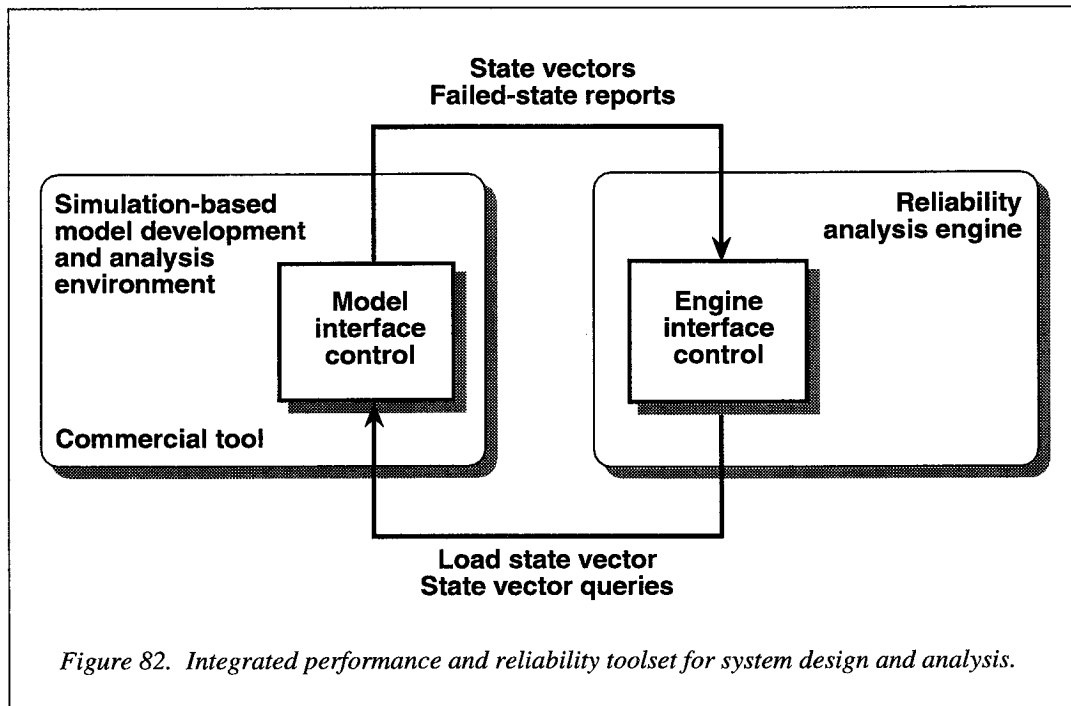 State vectors
Failed-state reports
Simulation-based
model development
and analysis
environment
Model
interface
control
Commercial tool
Reliability
analysis engine
Engine
interface
control
Load state vector
State vector queries
Figure 82. Integrated performance and reliability toolset for system design and analysis.